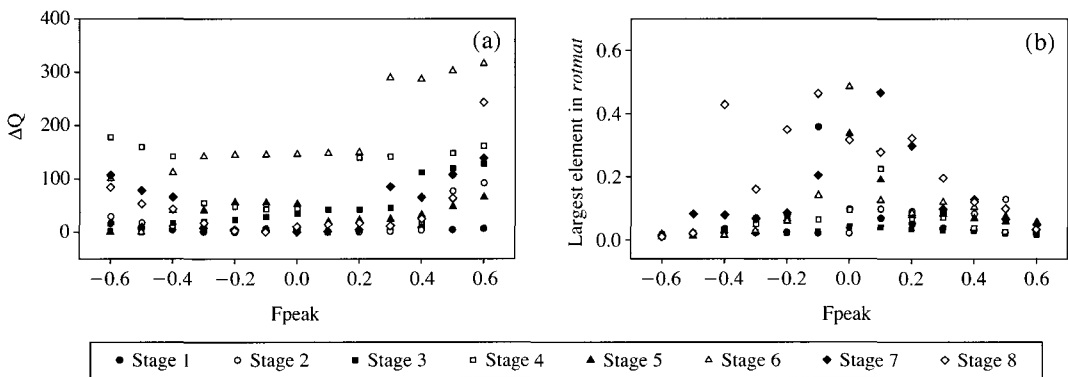 (a)
400
300
200
100
0
ΔQ
−0.6 −0.4 −0.2 0.0 0.2 0.4 0.6
Fpeak
(b)
0.6
0.4
0.2
0.0
Largest element in rotmat
−0.6 −0.4 −0.2 0.0 0.2 0.4 0.6
Fpeak
Stage 1 Stage 2 Stage 3 Stage 4 Stage 5 Stage 6 Stage 7 Stage 8